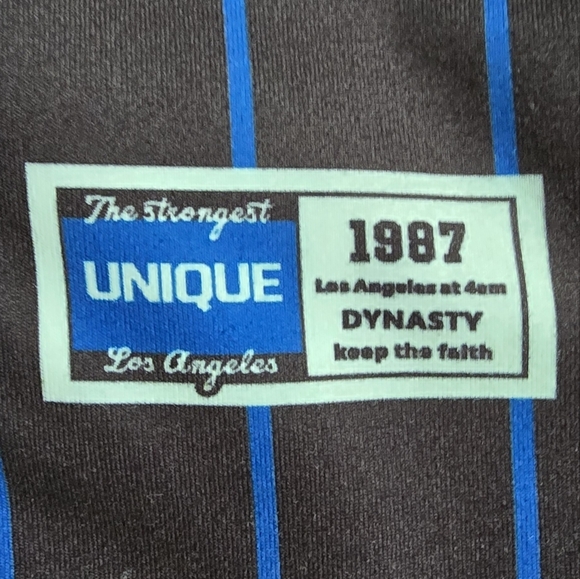 The strongest
UNIQUE
Los Angeles
1987
Los Angeles at 4am
DYNASTY
keep the faith